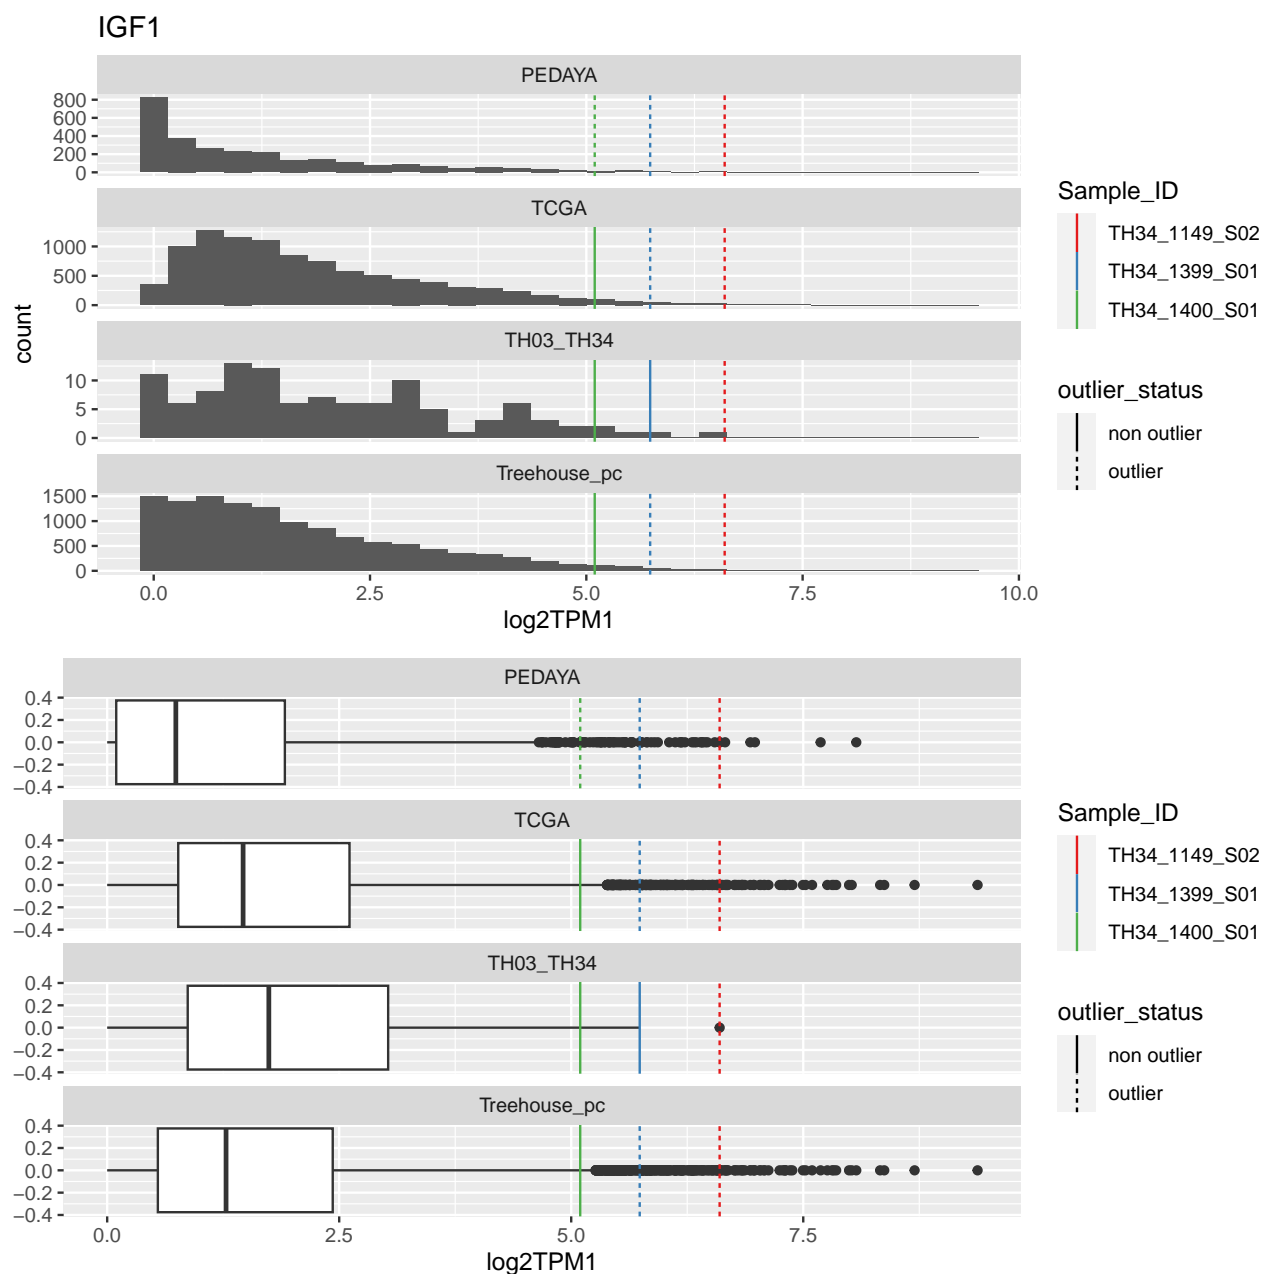 IGF1
PEDAYA
800
600
400
200
0
TCGA
1000
500
0
TH03_TH34
10
5
0
Treehouse_pc
1500
1000
500
0
count
0.0 2.5 5.0 7.5 10.0
log2TPM1
Sample_ID
TH34_1149_S02
TH34_1399_S01
TH34_1400_S01
outlier_status
non outlier
outlier
PEDAYA
0.4
0.2
0.0
−0.2
−0.4
TCGA
0.4
0.2
0.0
−0.2
−0.4
TH03_TH34
0.4
0.2
0.0
−0.2
−0.4
Treehouse_pc
0.4
0.2
0.0
−0.2
−0.4
0.0 2.5 5.0 7.5
log2TPM1
Sample_ID
TH34_1149_S02
TH34_1399_S01
TH34_1400_S01
outlier_status
non outlier
outlier